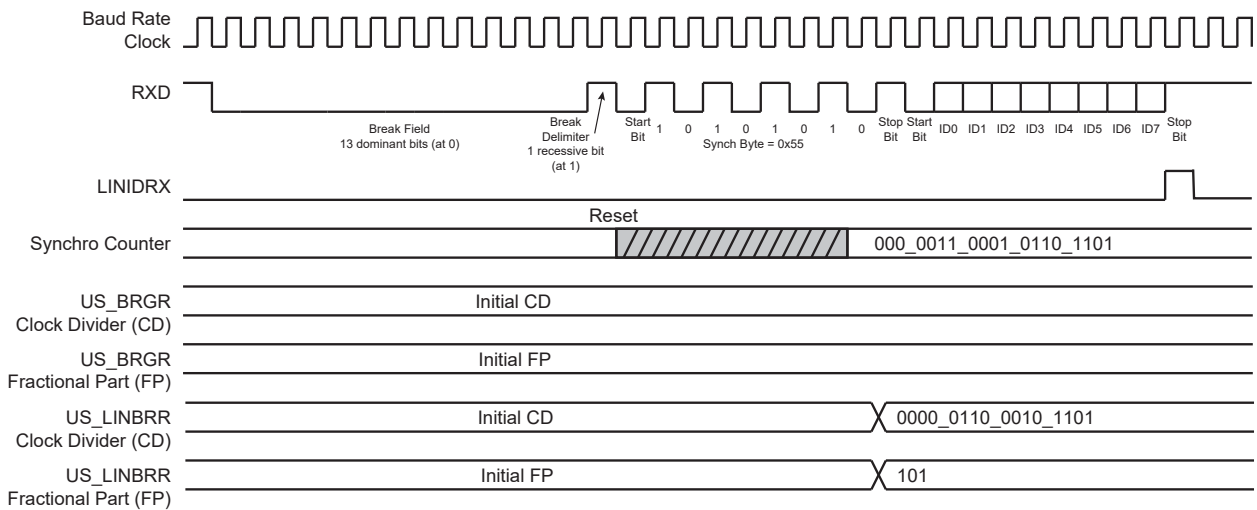 Baud Rate
Clock
RXD
Break Field
13 dominant bits (at 0)
Break
Delimiter
1 recessive bit
(at 1)
Start
Bit
1 0 1 0 1 0 1 0
Synch Byte = 0x55
Stop
Bit
Start
Bit
ID0 ID1 ID2 ID3 ID4 ID5 ID6 ID7
Stop
Bit
LINIDRX
Reset
Synchro Counter
000_0011_0001_0110_1101
US_BRGR
Clock Divider (CD)
Initial CD
US_BRGR
Fractional Part (FP)
Initial FP
US_LINBRR
Clock Divider (CD)
Initial CD
0000_0110_0010_1101
US_LINBRR
Fractional Part (FP)
Initial FP
101